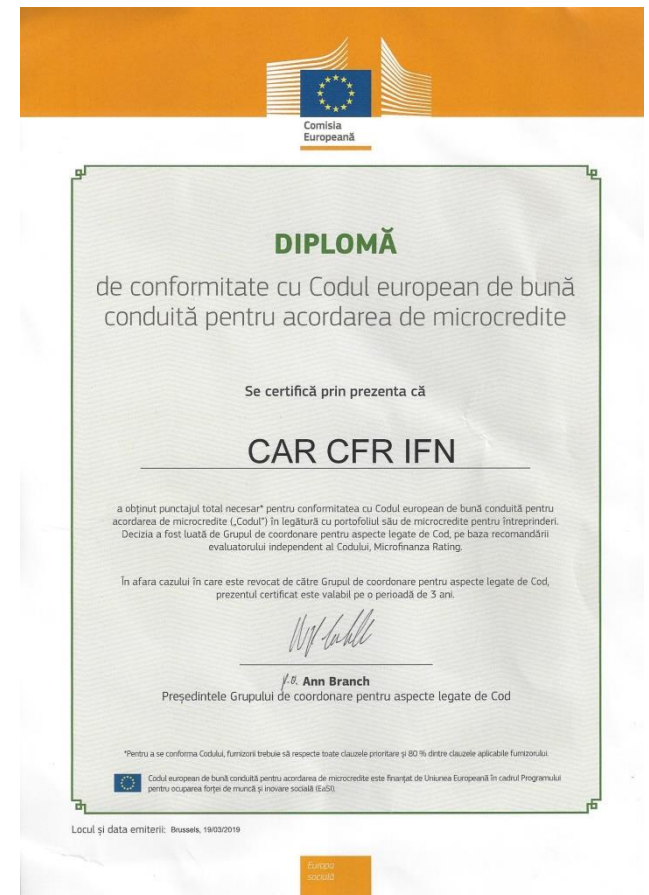 Comisia
Europeană
DIPLOMĂ
de conformitate cu Codul european de bună
conduită pentru acordarea de microcredite
Se certifică prin prezenta că
CAR CFR IFN
a obținut punctajul total necesar* pentru conformitatea cu Codul european de bună conduită pentru
acordarea de microcredite („Codul”) în legătură cu portofoliul său de microcredite pentru întreprinderi.
Decizia a fost luată de Grupul de coordonare pentru aspecte legate de Cod, pe baza recomandării
evaluatorului independent al Codului, Microfinanza Rating.
În afara cazului în care este revocat de către Grupul de coordonare pentru aspecte legate de Cod,
prezentul certificat este valabil pe o perioadă de 3 ani.
Ann Branch
Președintele Grupului de coordonare pentru aspecte legate de Cod
*Pentru a se conforma Codului, furnizorii trebuie să respecte toate clauzele prioritare și 80 % dintre clauzele aplicabile furnizorului.
Codul european de bună conduită pentru acordarea de microcredite este finanțat de Uniunea Europeană în cadrul Programului
pentru ocuparea forței de muncă și inovare socială (EaSI).
Locul și data emiterii: Brussels, 19/03/2019
Europa
socială